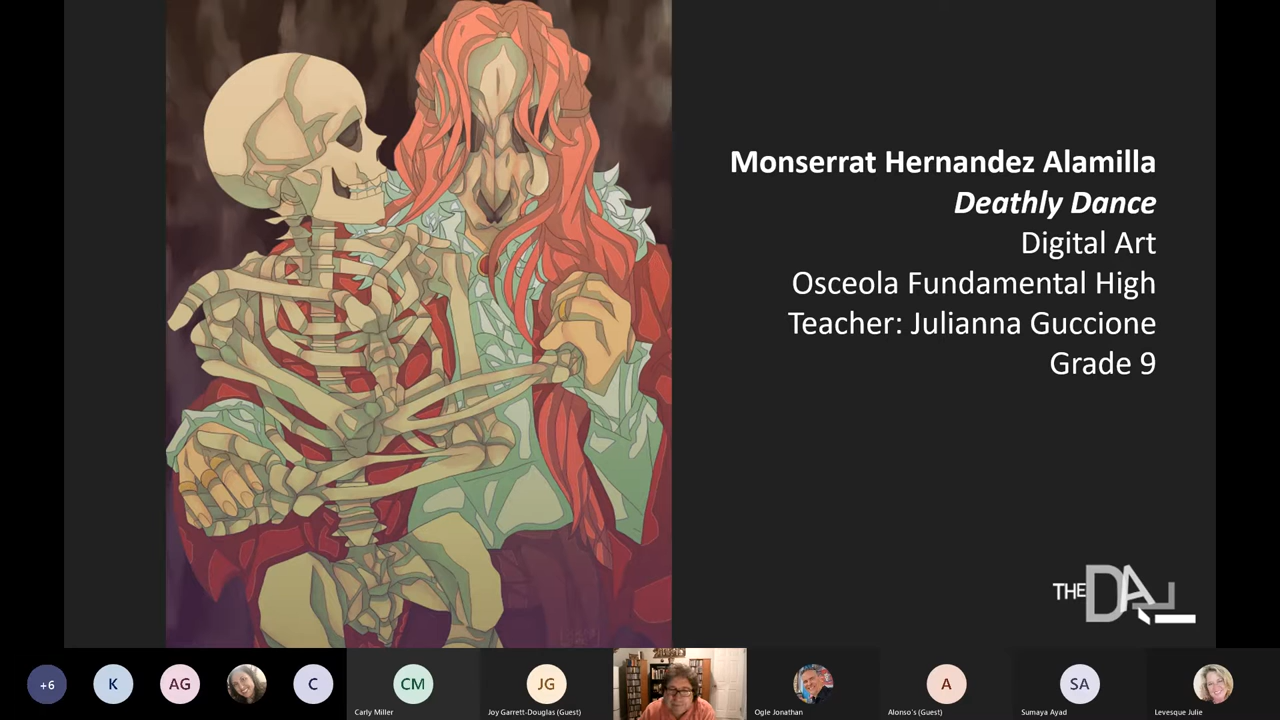 Monserrat Hernandez Alamilla
Deathly Dance
Digital Art
Osceola Fundamental High
Teacher: Julianna Guccione
Grade 9
THE DALÍ
+6
K
AG
C
CM
Carly Miller
JG
Joy Garrett-Douglas (Guest)
Ogle Jonathan
A
Alonso's (Guest)
SA
Sumaya Ayad
Levesque Julie